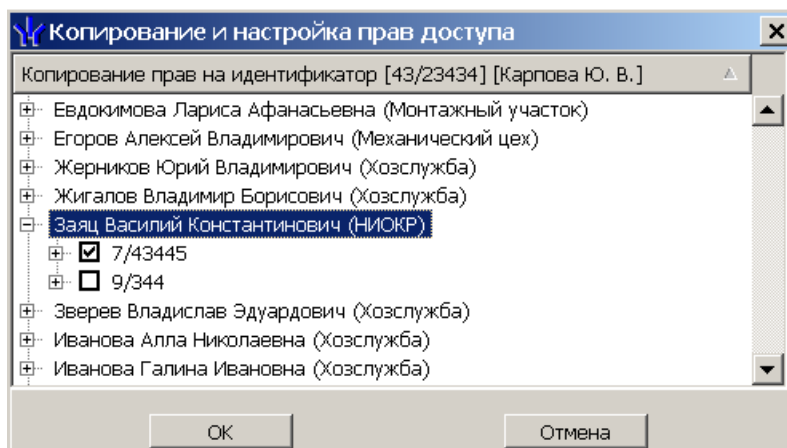 Копирование и настройка прав доступа
Копирование прав на идентификатор [43/23434] [Карпова Ю. В.]
Евдокимова Лариса Афанасьевна (Монтажный участок)
Егоров Алексей Владимирович (Механический цех)
Жерников Юрий Владимирович (Хозслужба)
Жигалов Владимир Борисович (Хозслужба)
Заяц Василий Константинович (НИОКР)
7/43445
9/344
Зверев Владислав Эдуардович (Хозслужба)
Иванова Алла Николаевна (Хозслужба)
Иванова Галина Ивановна (Хозслужба)
ОК Отмена